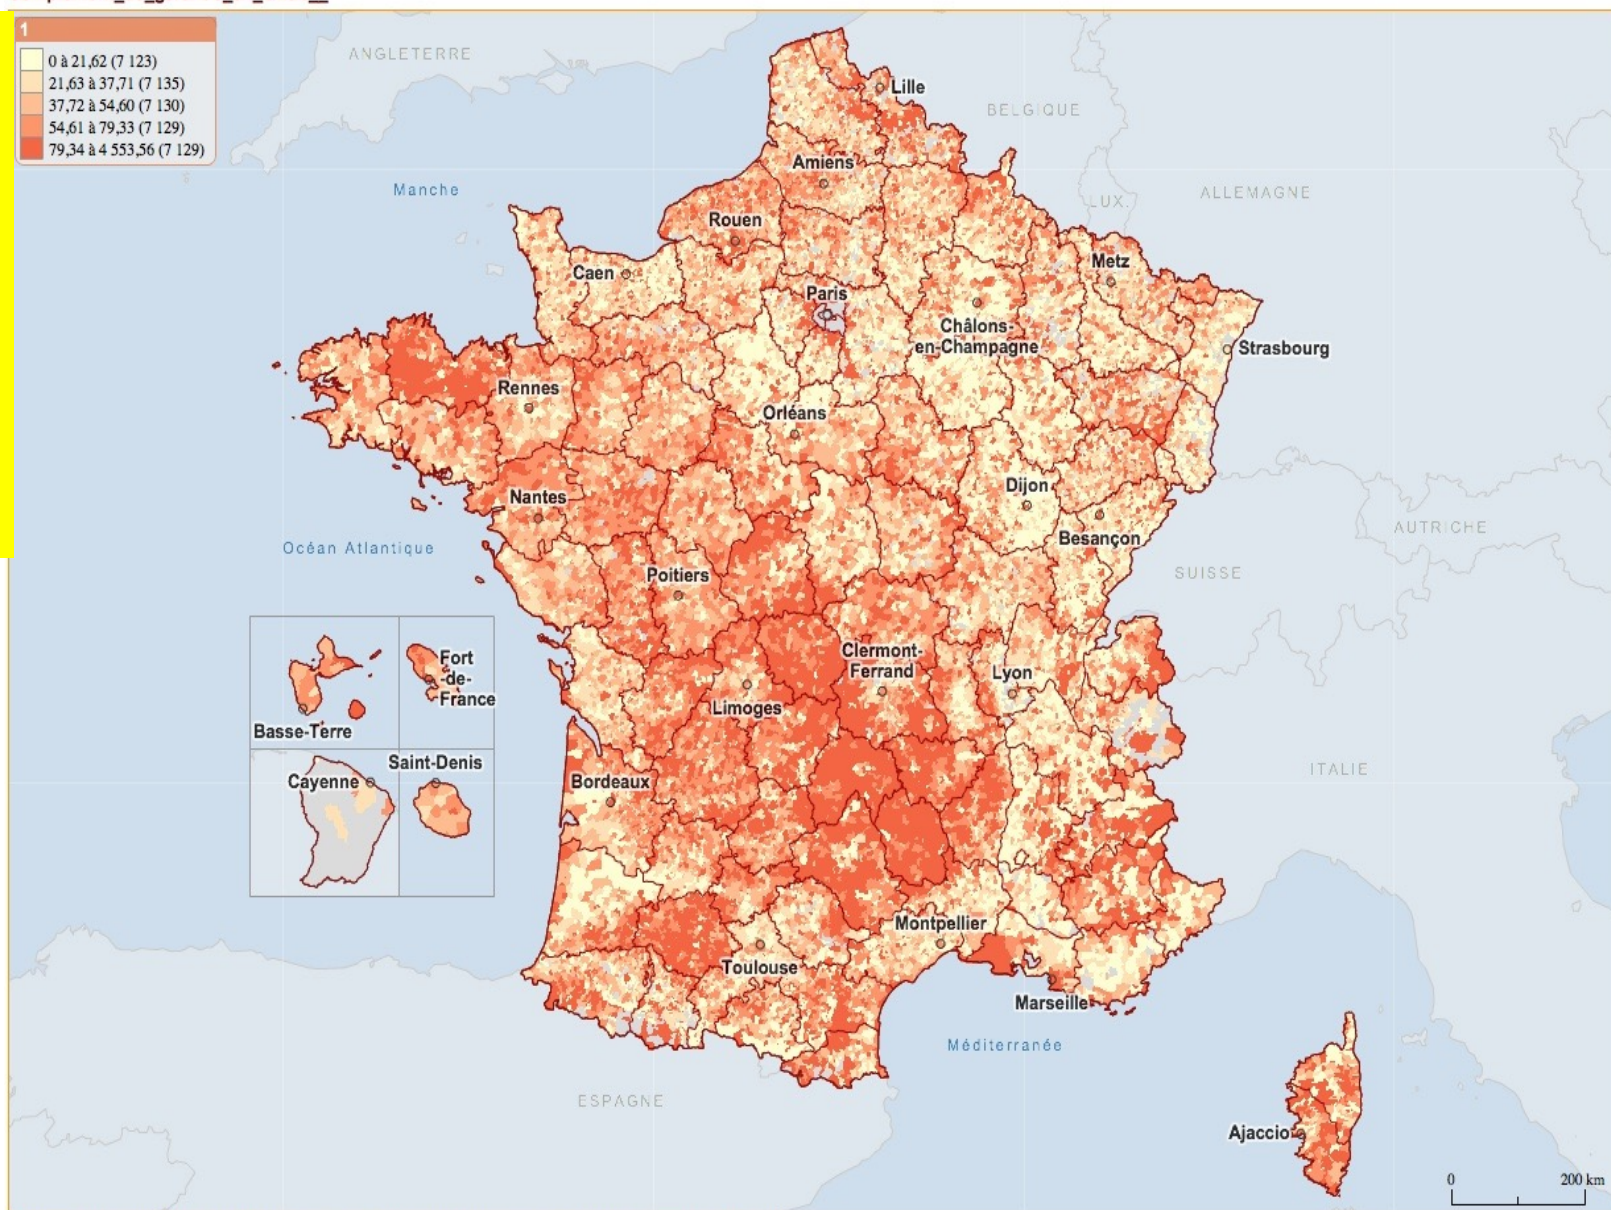 1
0 à 21,62 (7 123)
21,63 à 37,71 (7 135)
37,72 à 54,60 (7 130)
54,61 à 79,33 (7 129)
79,34 à 4 553,56 (7 129)
ANGLETERRE
Lille
BELGIQUE
Amiens
Manche
ALLEMAGNE
LUX.
Rouen
Metz
Caen
Paris
Châlons-
en-Champagne
Strasbourg
Rennes
Orléans
Dijon
Nantes
AUTRICHE
Besançon
Océan Atlantique
Poitiers
SUISSE
Clermont-
Ferrand
Lyon
Fort
-de-
France
Limoges
Basse-Terre
Saint-Denis
Cayenne
Bordeaux
ITALIE
Montpellier
Toulouse
Marseille
Méditerranée
ESPAGNE
Ajaccio
0 200 km